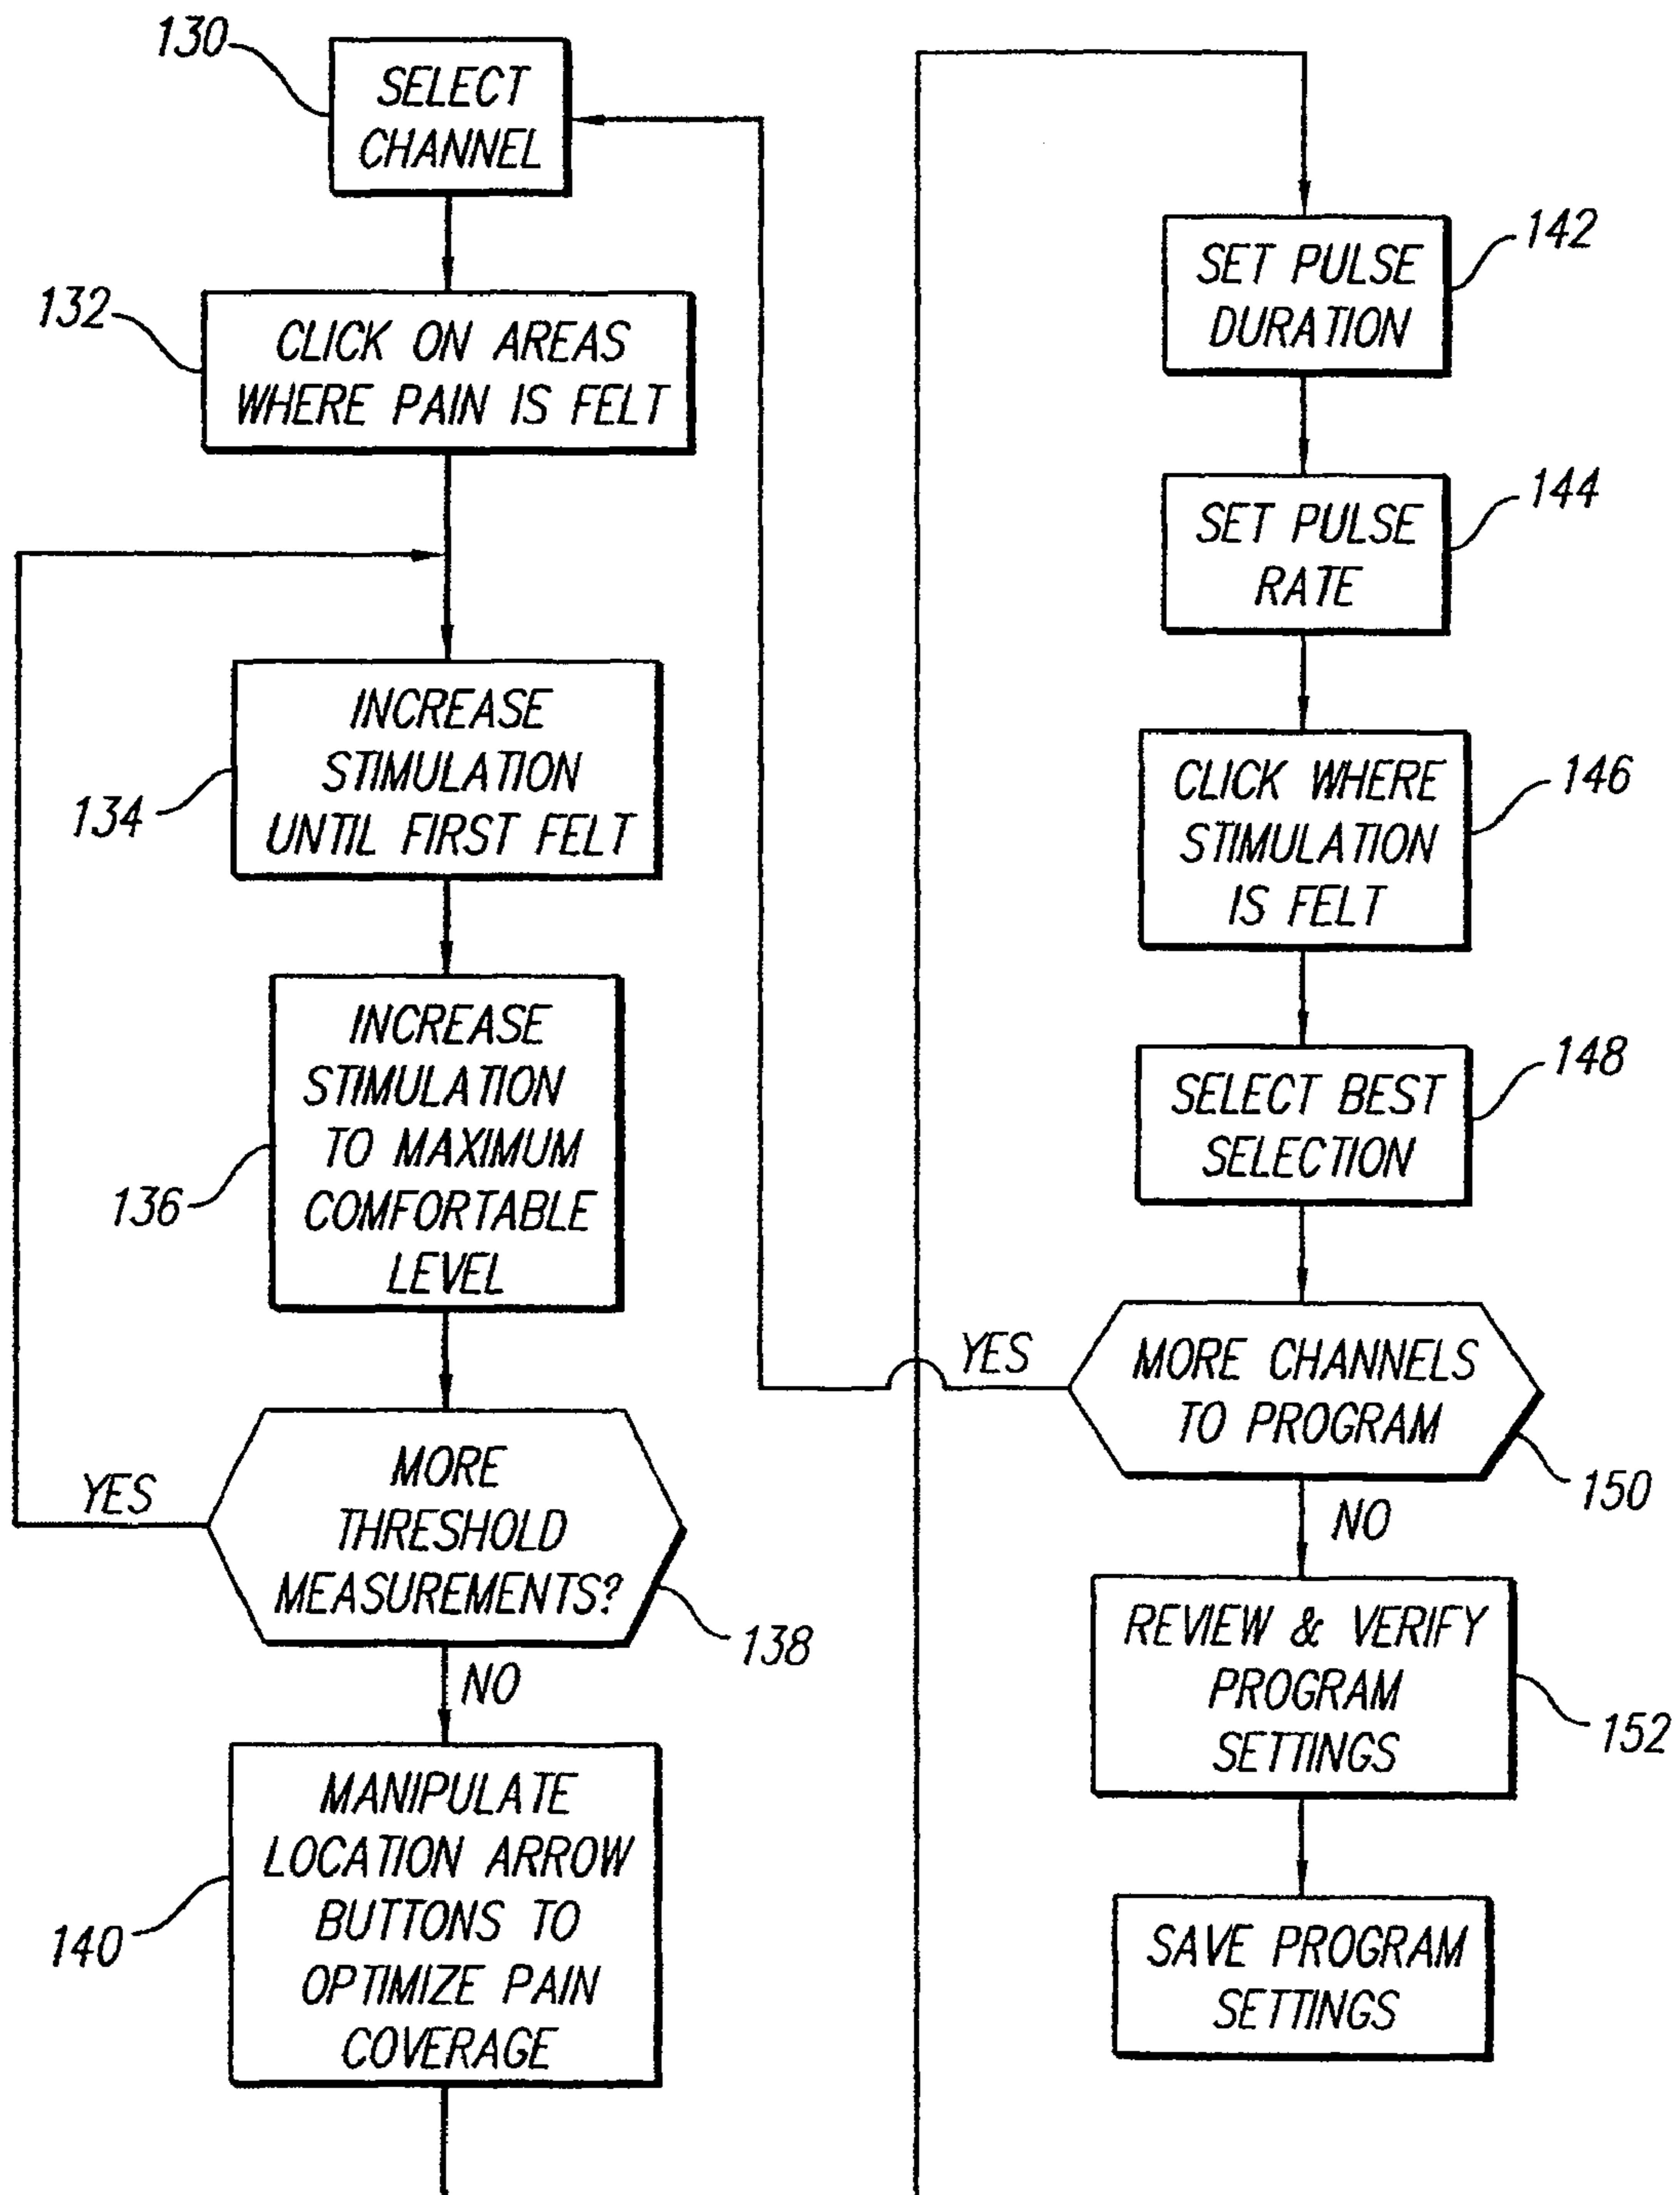 130
SELECT
CHANNEL
132
CLICK ON AREAS
WHERE PAIN IS FELT
134
INCREASE
STIMULATION
UNTIL FIRST FELT
136
INCREASE
STIMULATION
TO MAXIMUM
COMFORTABLE
LEVEL
YES
MORE
THRESHOLD
MEASUREMENTS?
138
NO
140
MANIPULATE
LOCATION ARROW
BUTTONS TO
OPTIMIZE PAIN
COVERAGE
142
SET PULSE
DURATION
144
SET PULSE
RATE
146
CLICK WHERE
STIMULATION
IS FELT
148
SELECT BEST
SELECTION
YES
MORE CHANNELS
TO PROGRAM
150
NO
REVIEW & VERIFY
PROGRAM
SETTINGS
152
SAVE PROGRAM
SETTINGS